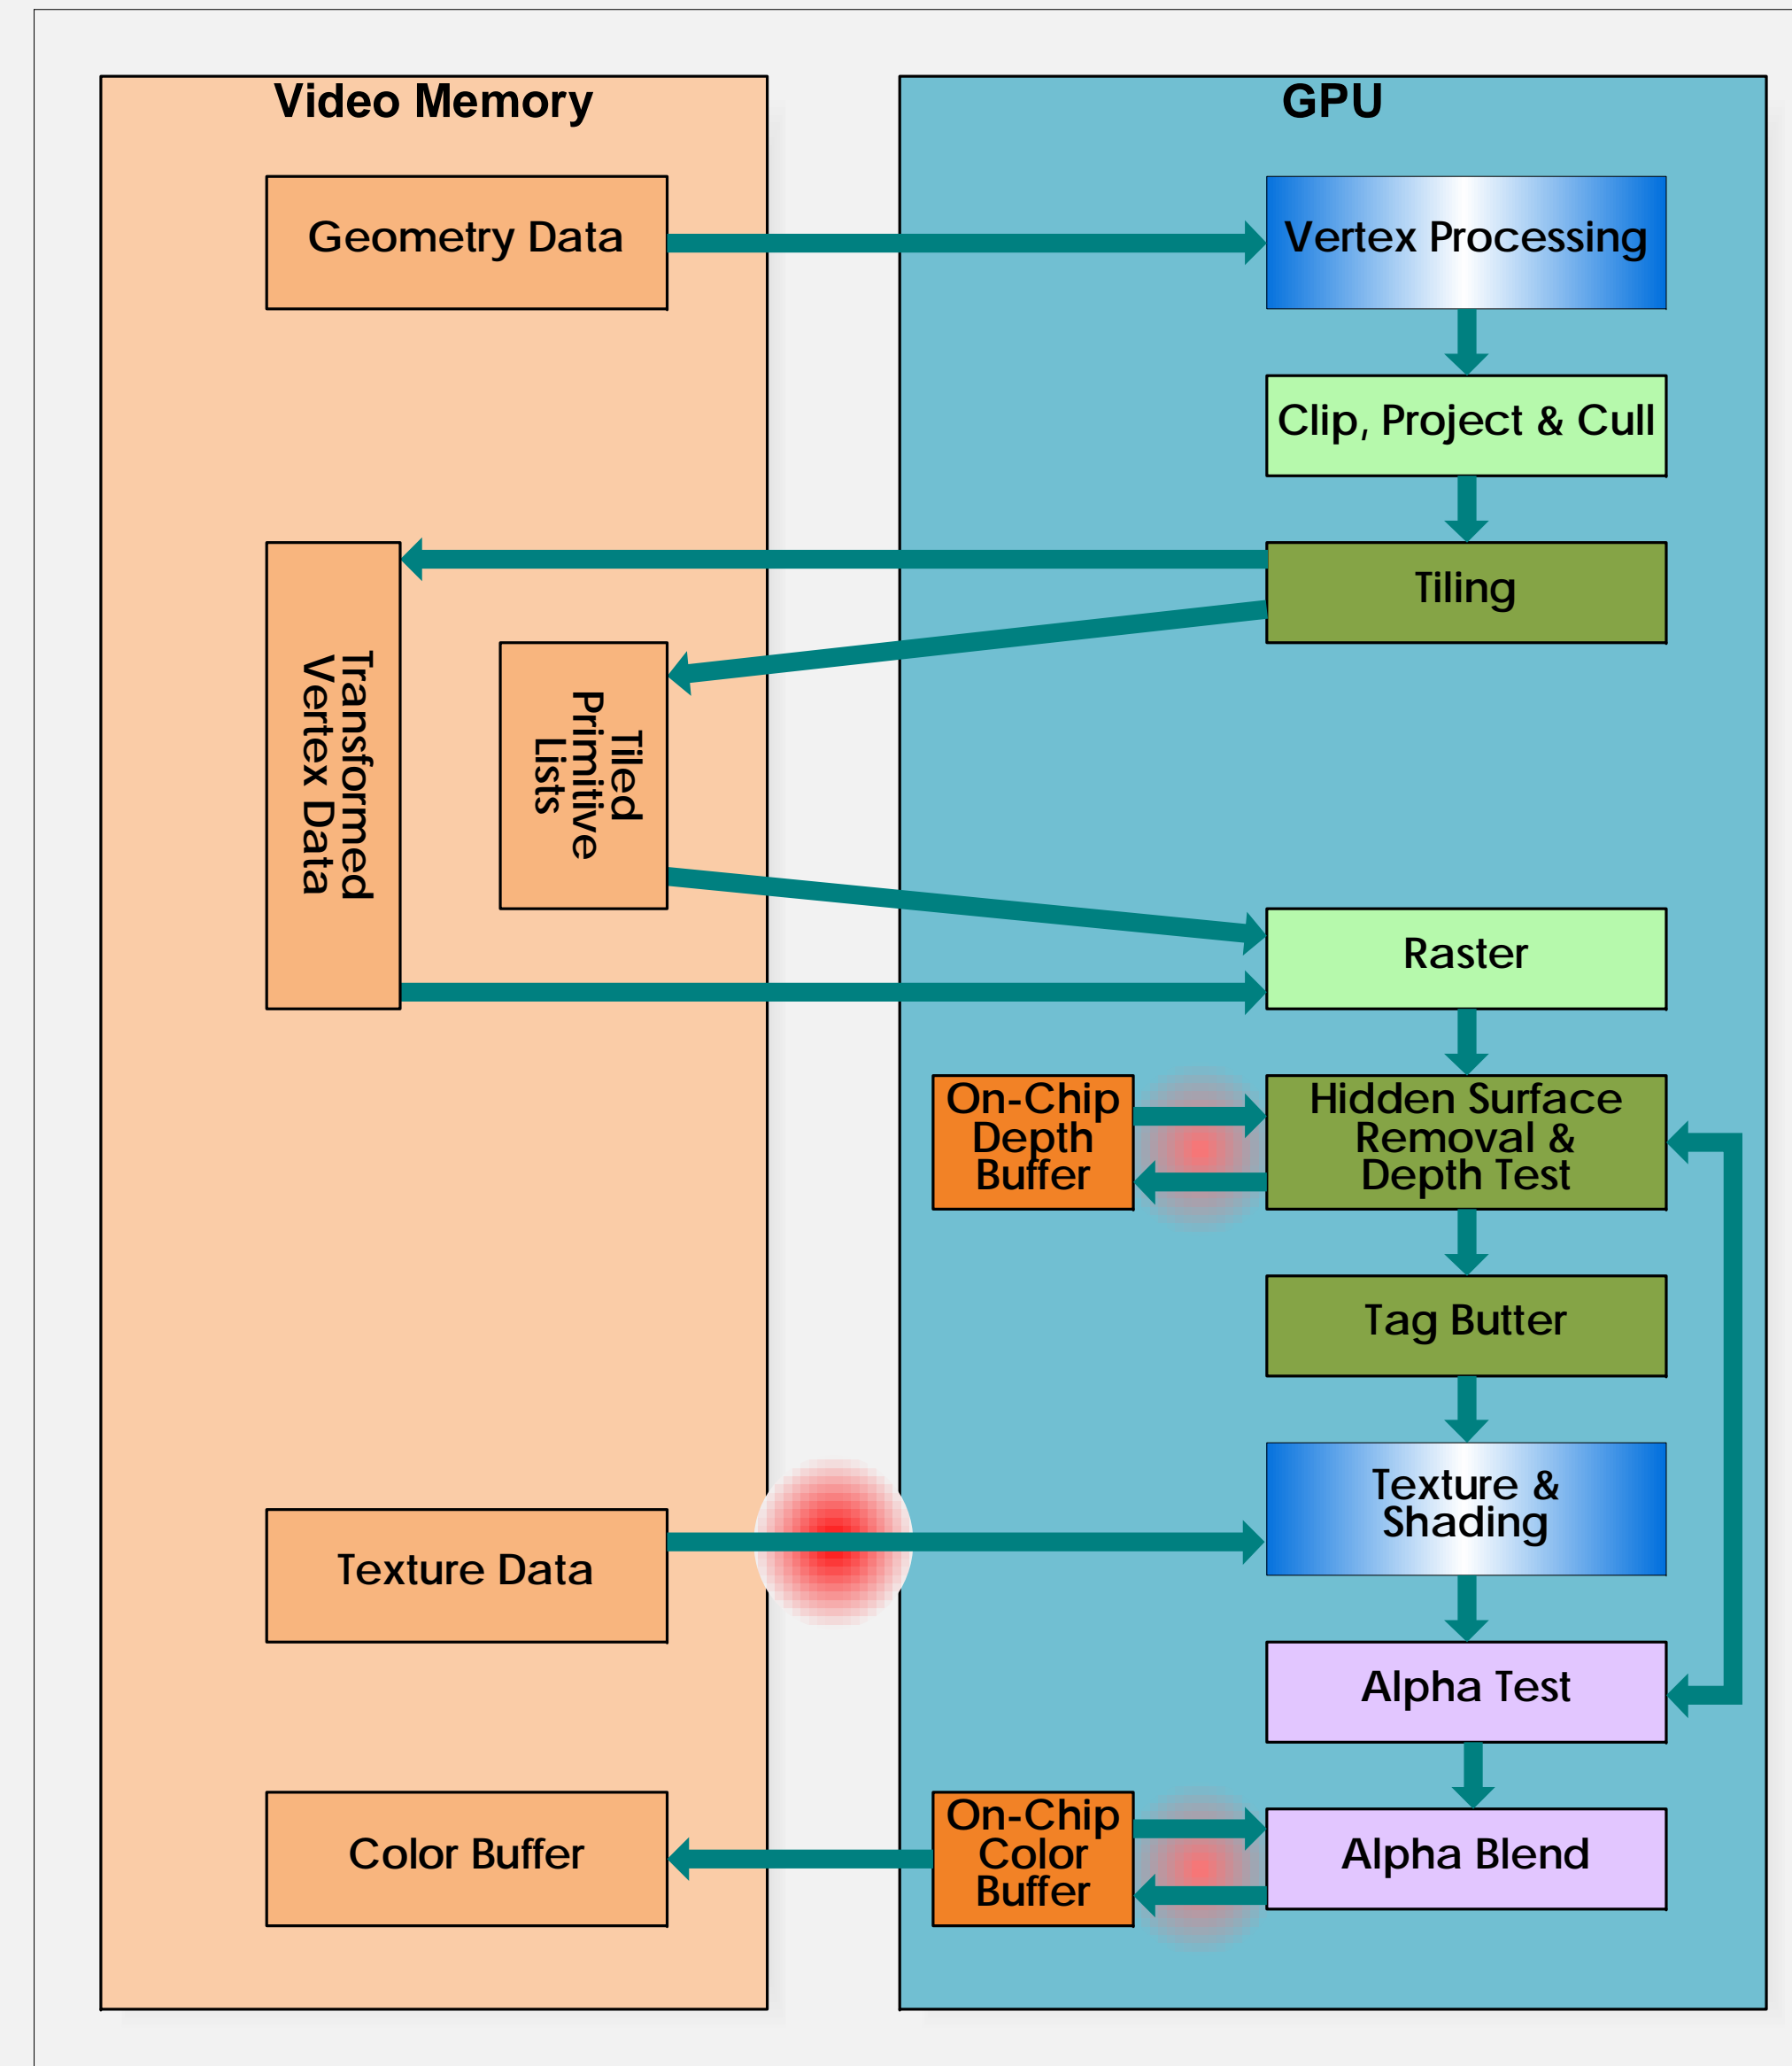 Video Memory
GPU
Geometry Data
Vertex Processing
Clip, Project & Cull
Tiling
Transformed
Vertex Data
Tiled
Primitive
Lists
Raster
On-Chip
Depth
Buffer
Hidden Surface
Removal &
Depth Test
Tag Butter
Texture &
Shading
Texture Data
Alpha Test
Color Buffer
On-Chip
Color
Buffer
Alpha Blend